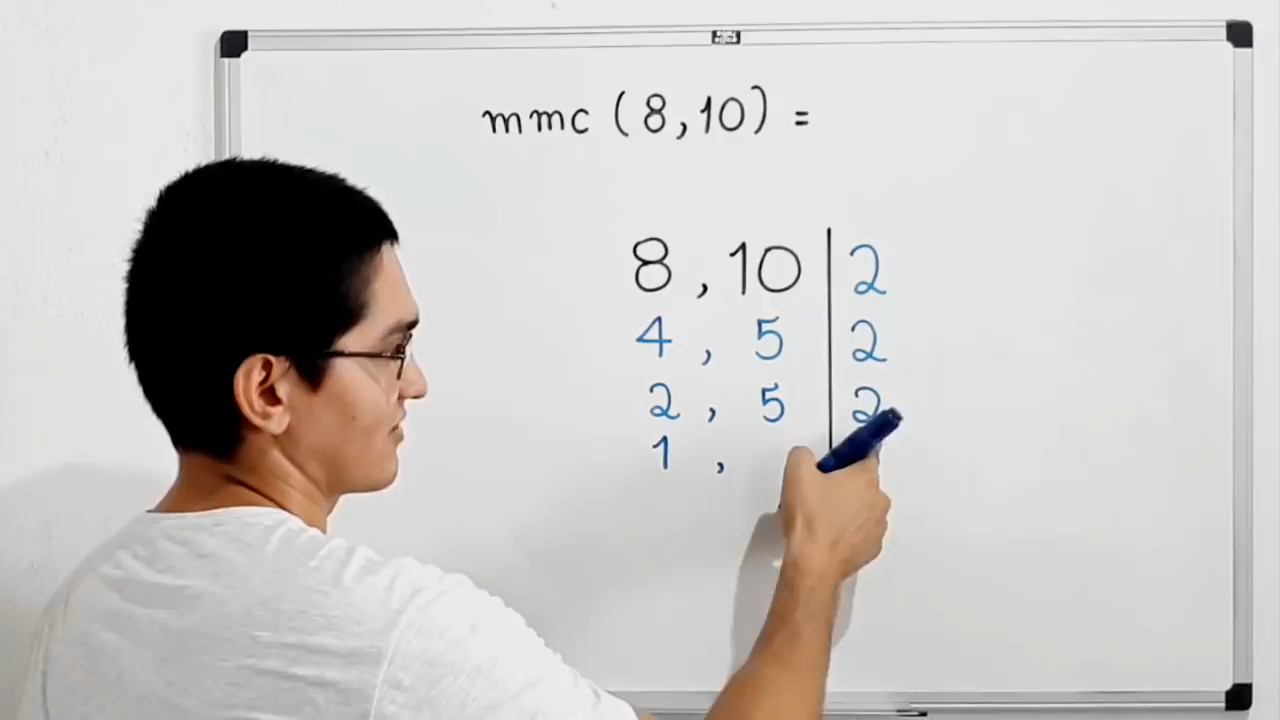 mmc (8,10) =
8 , 10 | 2
4 , 5 | 2
2 , 5 | 2
1 ,